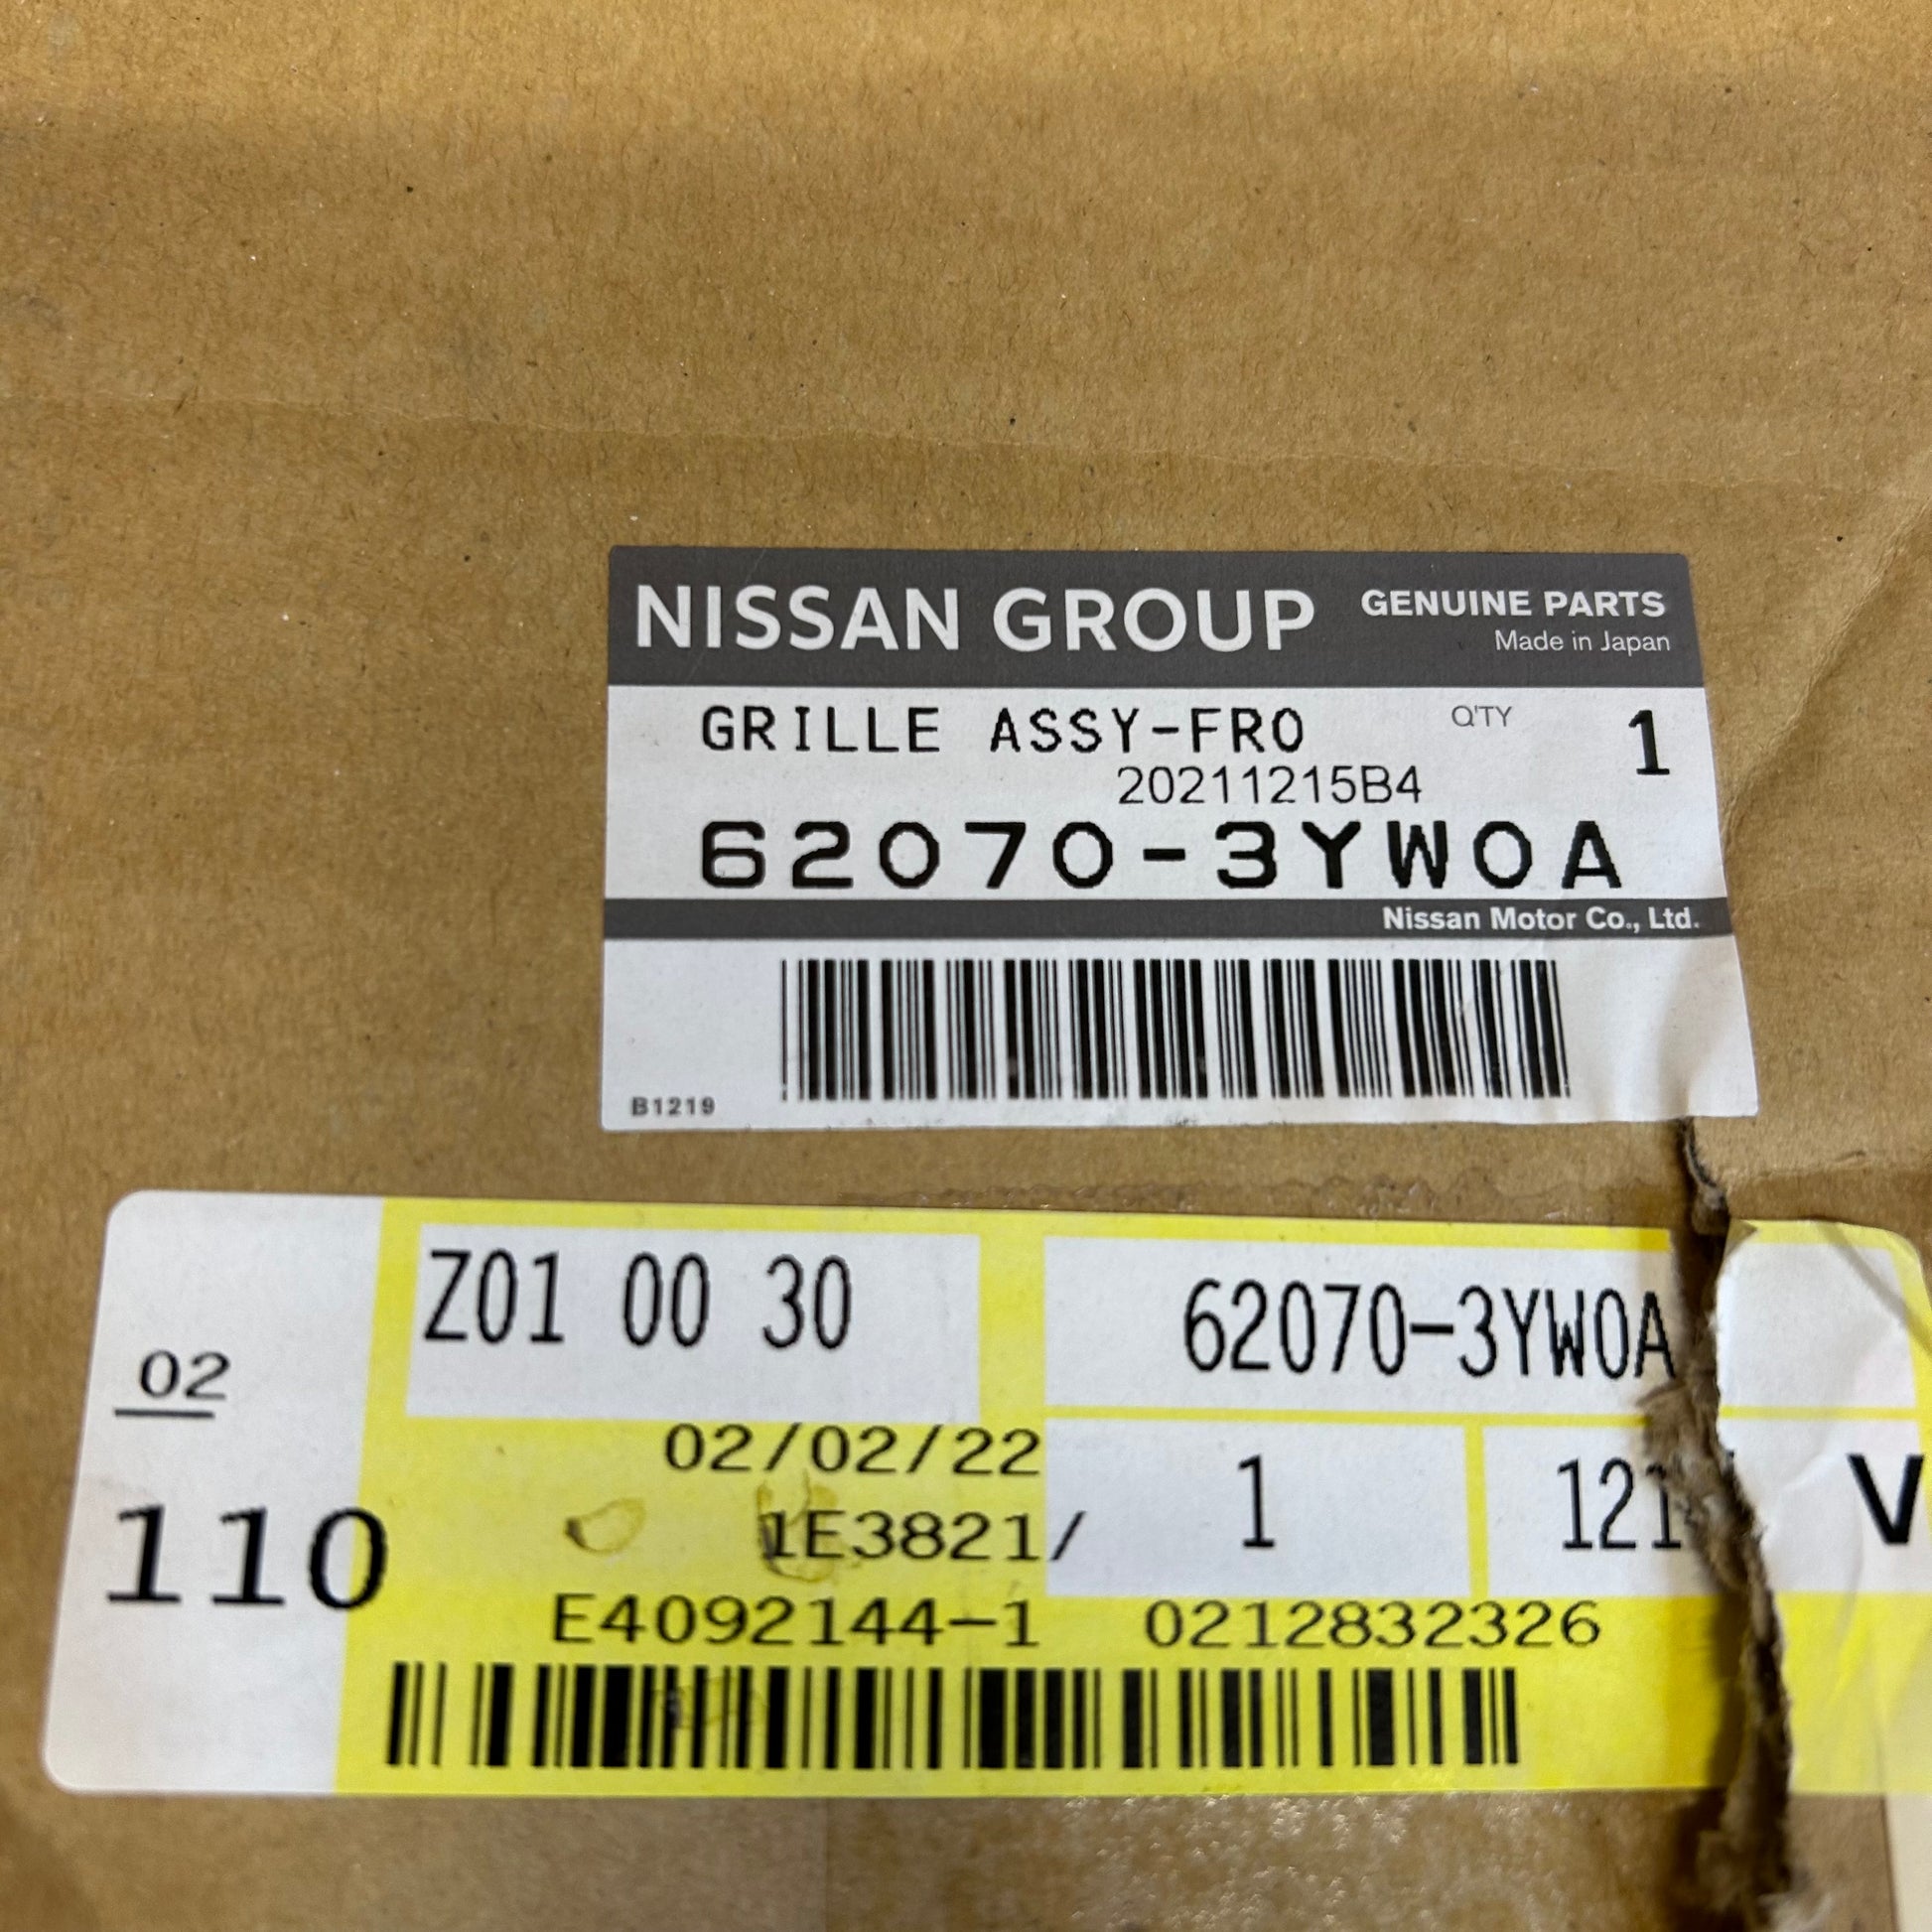 NISSAN GROUP GENUINE PARTS
Made in Japan
GRILLE ASSY-FRO Q'TY 1
20211215B4
62070-3YW0A
Nissan Motor Co., Ltd.
B1219
Z01 00 30 62070-3YW0A
02
02/02/22
110 1E3821/ 1 121 V
E4092144-1 0212832326